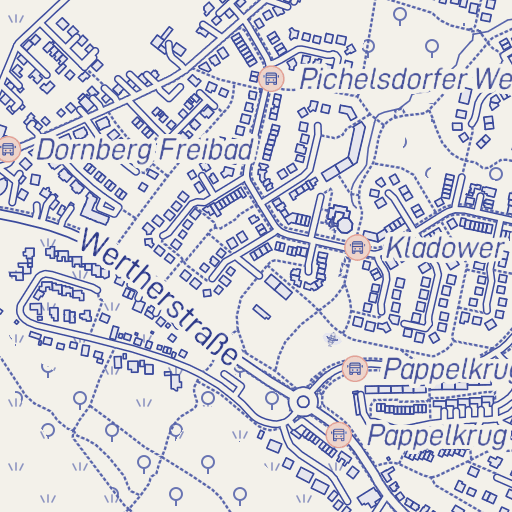 Pichelsdorfer We
Dornberg Freibad
Kladower
Wertherstraße
Pappelkrug
Pappelkrug